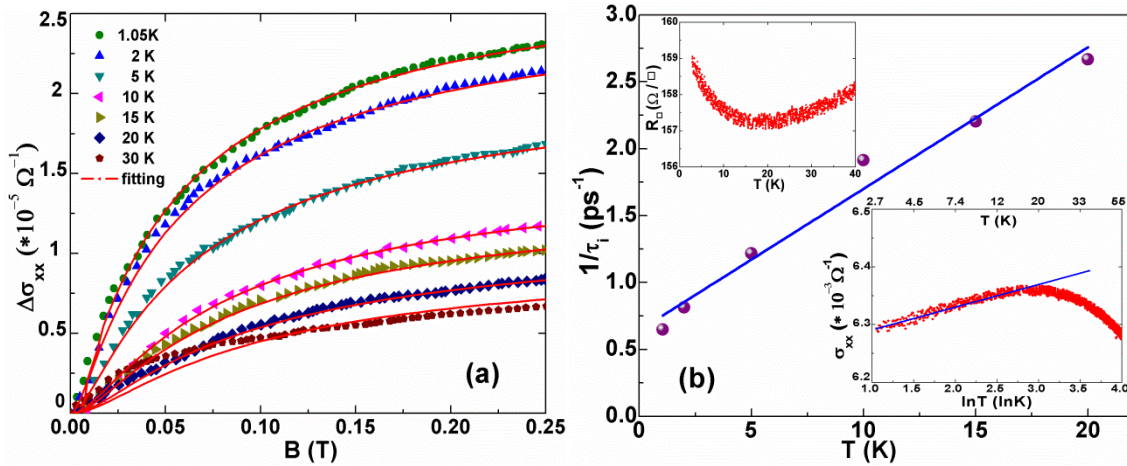 2.5
2
1.5
1
0.5
0
0.00
0.05
0.10
0.15
0.20
0.25
Δσxx (*10⁻⁵ Ω⁻¹)
B (T)
1.05K
2 K
5 K
10 K
15 K
20 K
30 K
fitting
(a)
3.0
2.5
2.0
1.5
1.0
0.5
0.0
0
5
10
15
20
1/τi (ps⁻¹)
T (K)
(b)
160
159
158
157
156
0
10
20
30
40
R□(Ω/□)
T (K)
T (K)
2.7
4.5
7.4
12
20
33
55
6.5
6.4
6.3
6.2
σxx (*10⁻³ Ω⁻¹)
1.0
1.5
2.0
2.5
3.0
3.5
4.0
lnT (lnK)